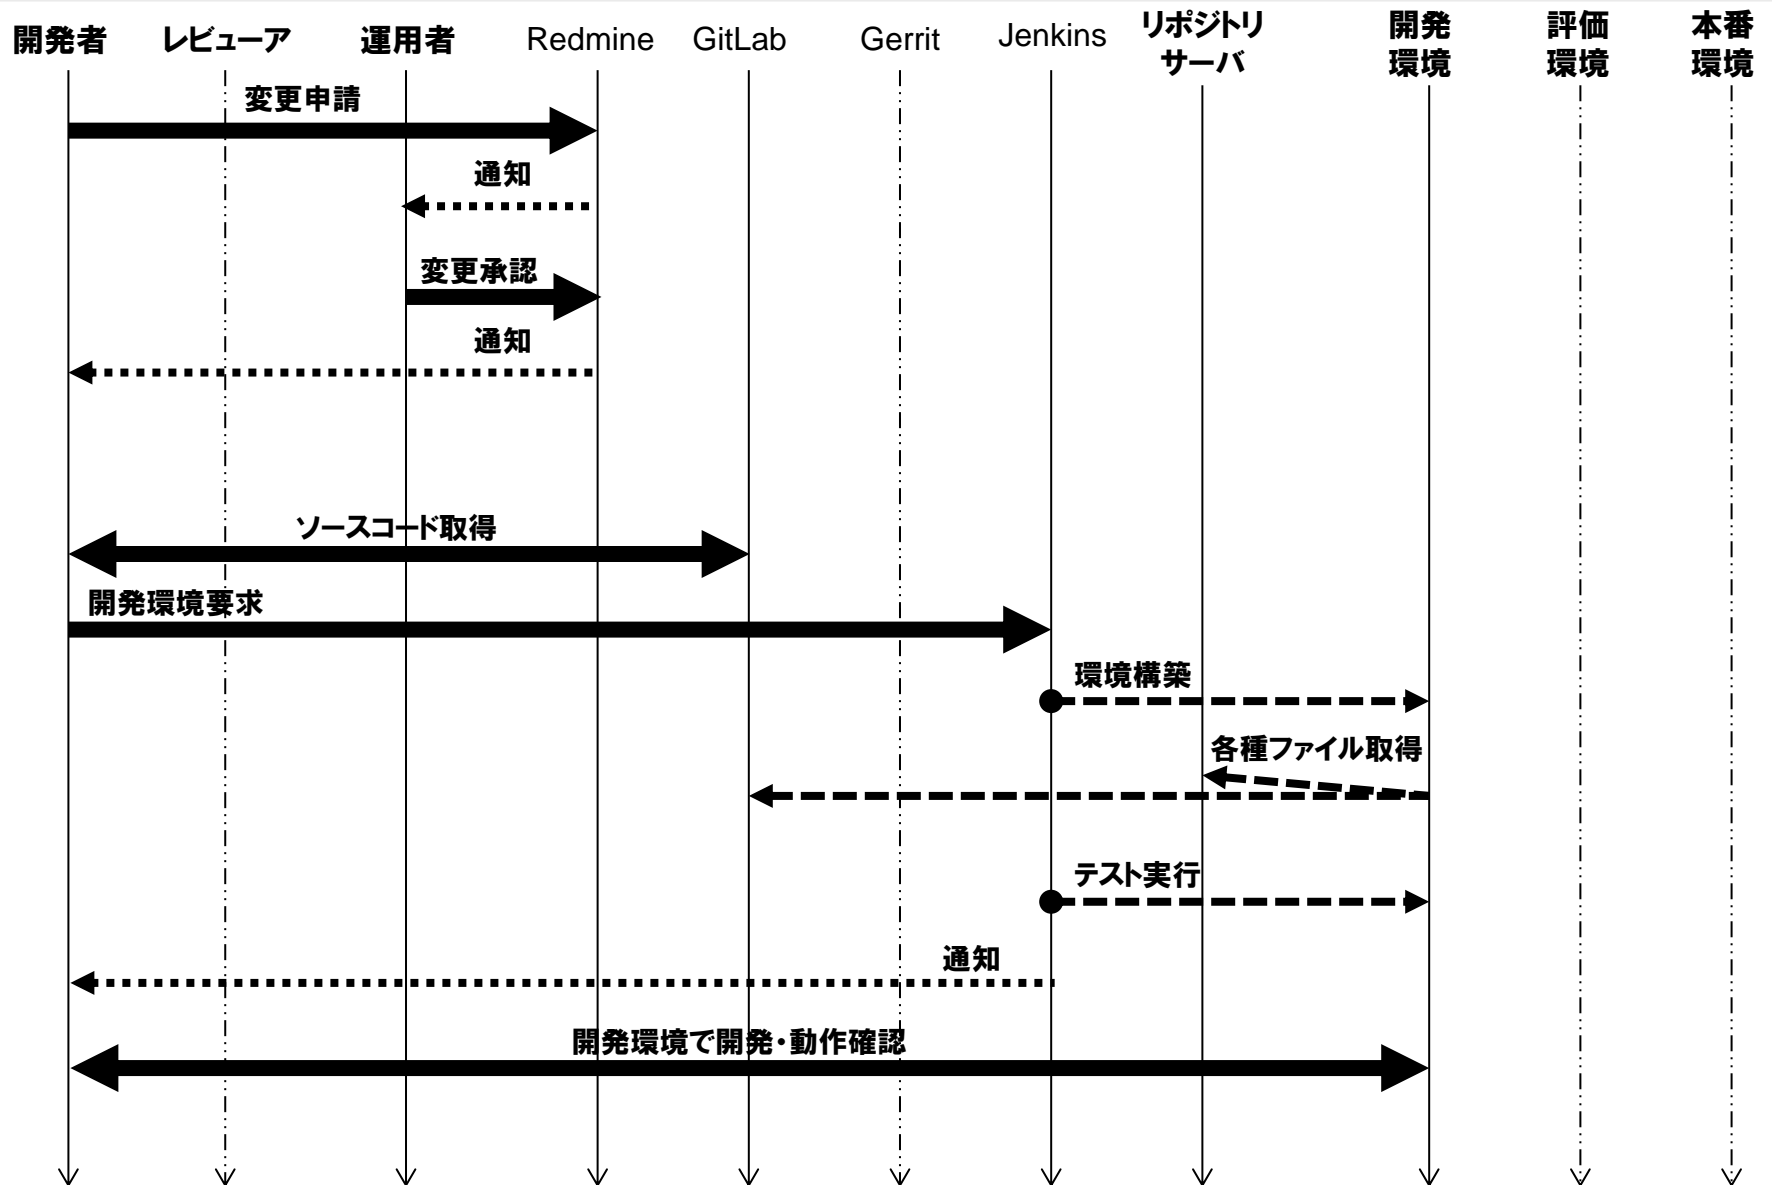 開発者
レビューア
運用者
Redmine
GitLab
Gerrit
Jenkins
リポジトリ
サーバ
開発
環境
評価
環境
本番
環境
変更申請
通知
変更承認
通知
ソースコード取得
開発環境要求
環境構築
各種ファイル取得
テスト実行
通知
開発環境で開発・動作確認